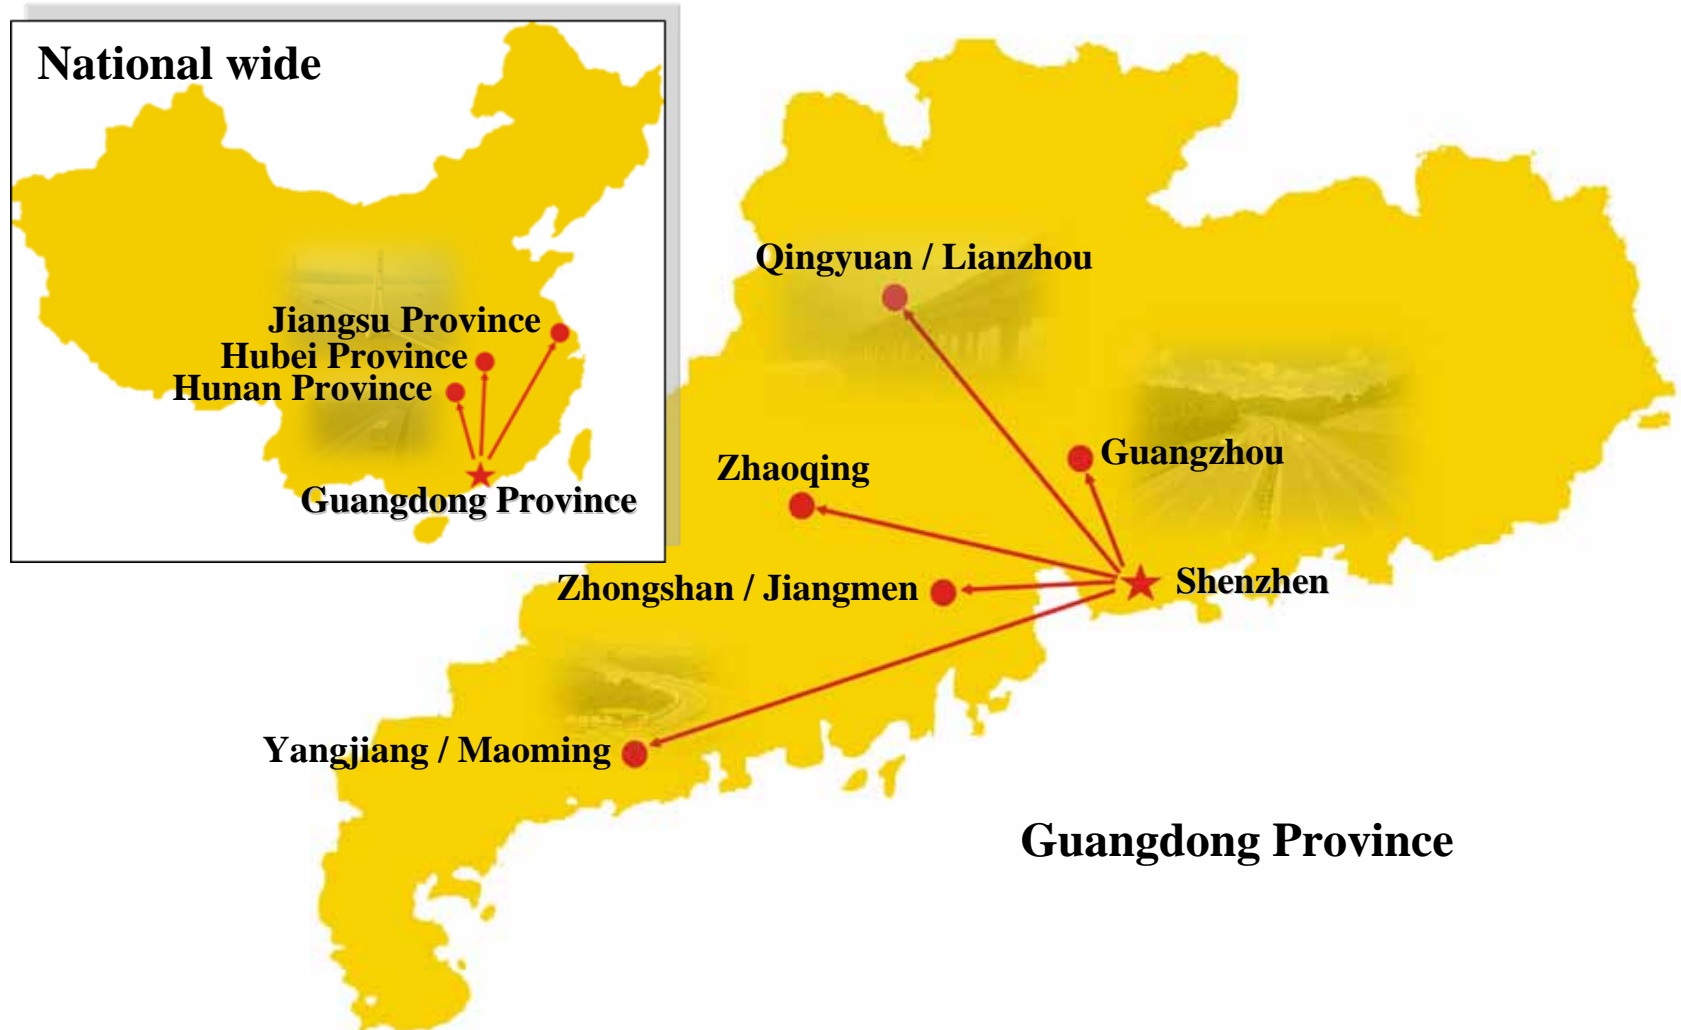 National wide
Jiangsu Province
Hubei Province
Hunan Province
Guangdong Province
Qingyuan / Lianzhou
Guangzhou
Zhaoqing
Shenzhen
Zhongshan / Jiangmen
Yangjiang / Maoming
Guangdong Province